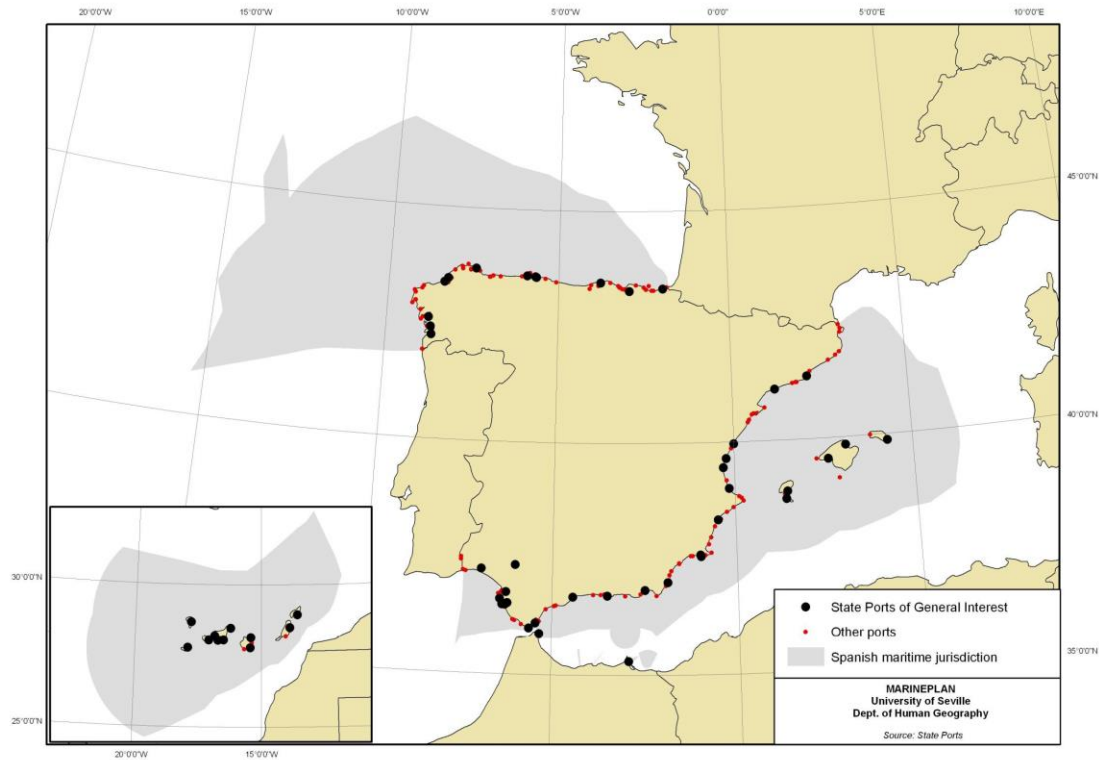 20°0'0"W 15°0'0"W 10°0'0"W 5°0'0"W 0°0'0"E 5°0'0"E 10°0'0"E
45°0'0"N
40°0'0"N
30°0'0"N
State Ports of General Interest
Other ports
35°0'0"N
Spanish maritime jurisdiction
MARINEPLAN
University of Seville
Dept. of Human Geography
25°0'0"N
Source: State Ports
20°0'0"W 15°0'0"W